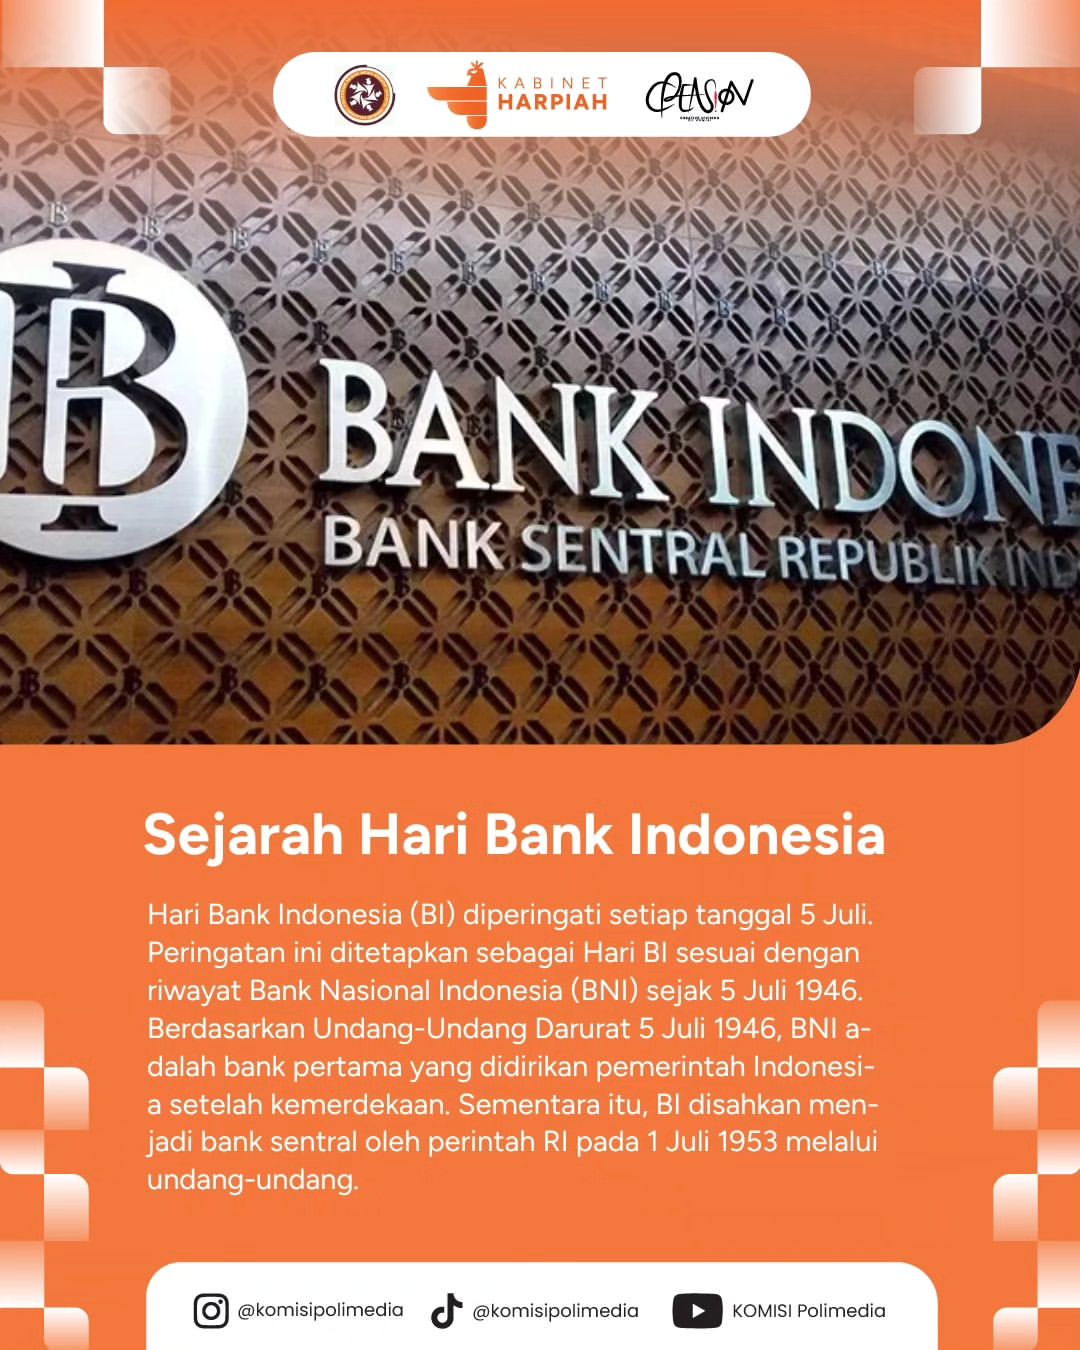 KABINET
HARPIAH
CREASION
BANK INDONE
BANK SENTRAL REPUBLIK IND
Sejarah Hari Bank Indonesia
Hari Bank Indonesia (BI) diperingati setiap tanggal 5 Juli.
Peringatan ini ditetapkan sebagai Hari BI sesuai dengan
riwayat Bank Nasional Indonesia (BNI) sejak 5 Juli 1946.
Berdasarkan Undang-Undang Darurat 5 Juli 1946, BNI a-
dalah bank pertama yang didirikan pemerintah Indonesi-
a setelah kemerdekaan. Sementara itu, BI disahkan men-
jadi bank sentral oleh perintah RI pada 1 Juli 1953 melalui
undang-undang.
@komisipolimedia
@komisipolimedia
KOMISI Polimedia